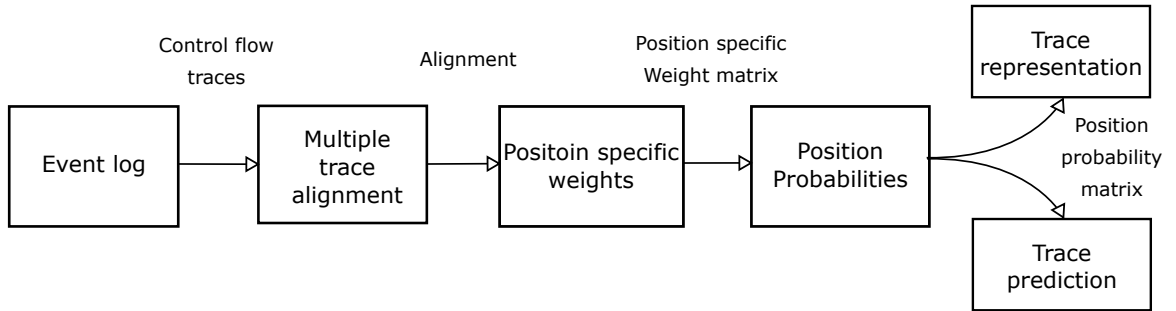 Control flow
traces
Alignment
Position specific
Weight matrix
Trace
representation
Event log
Multiple
trace
alignment
Positoin specific
weights
Position
Probabilities
Position
probability
matrix
Trace
prediction